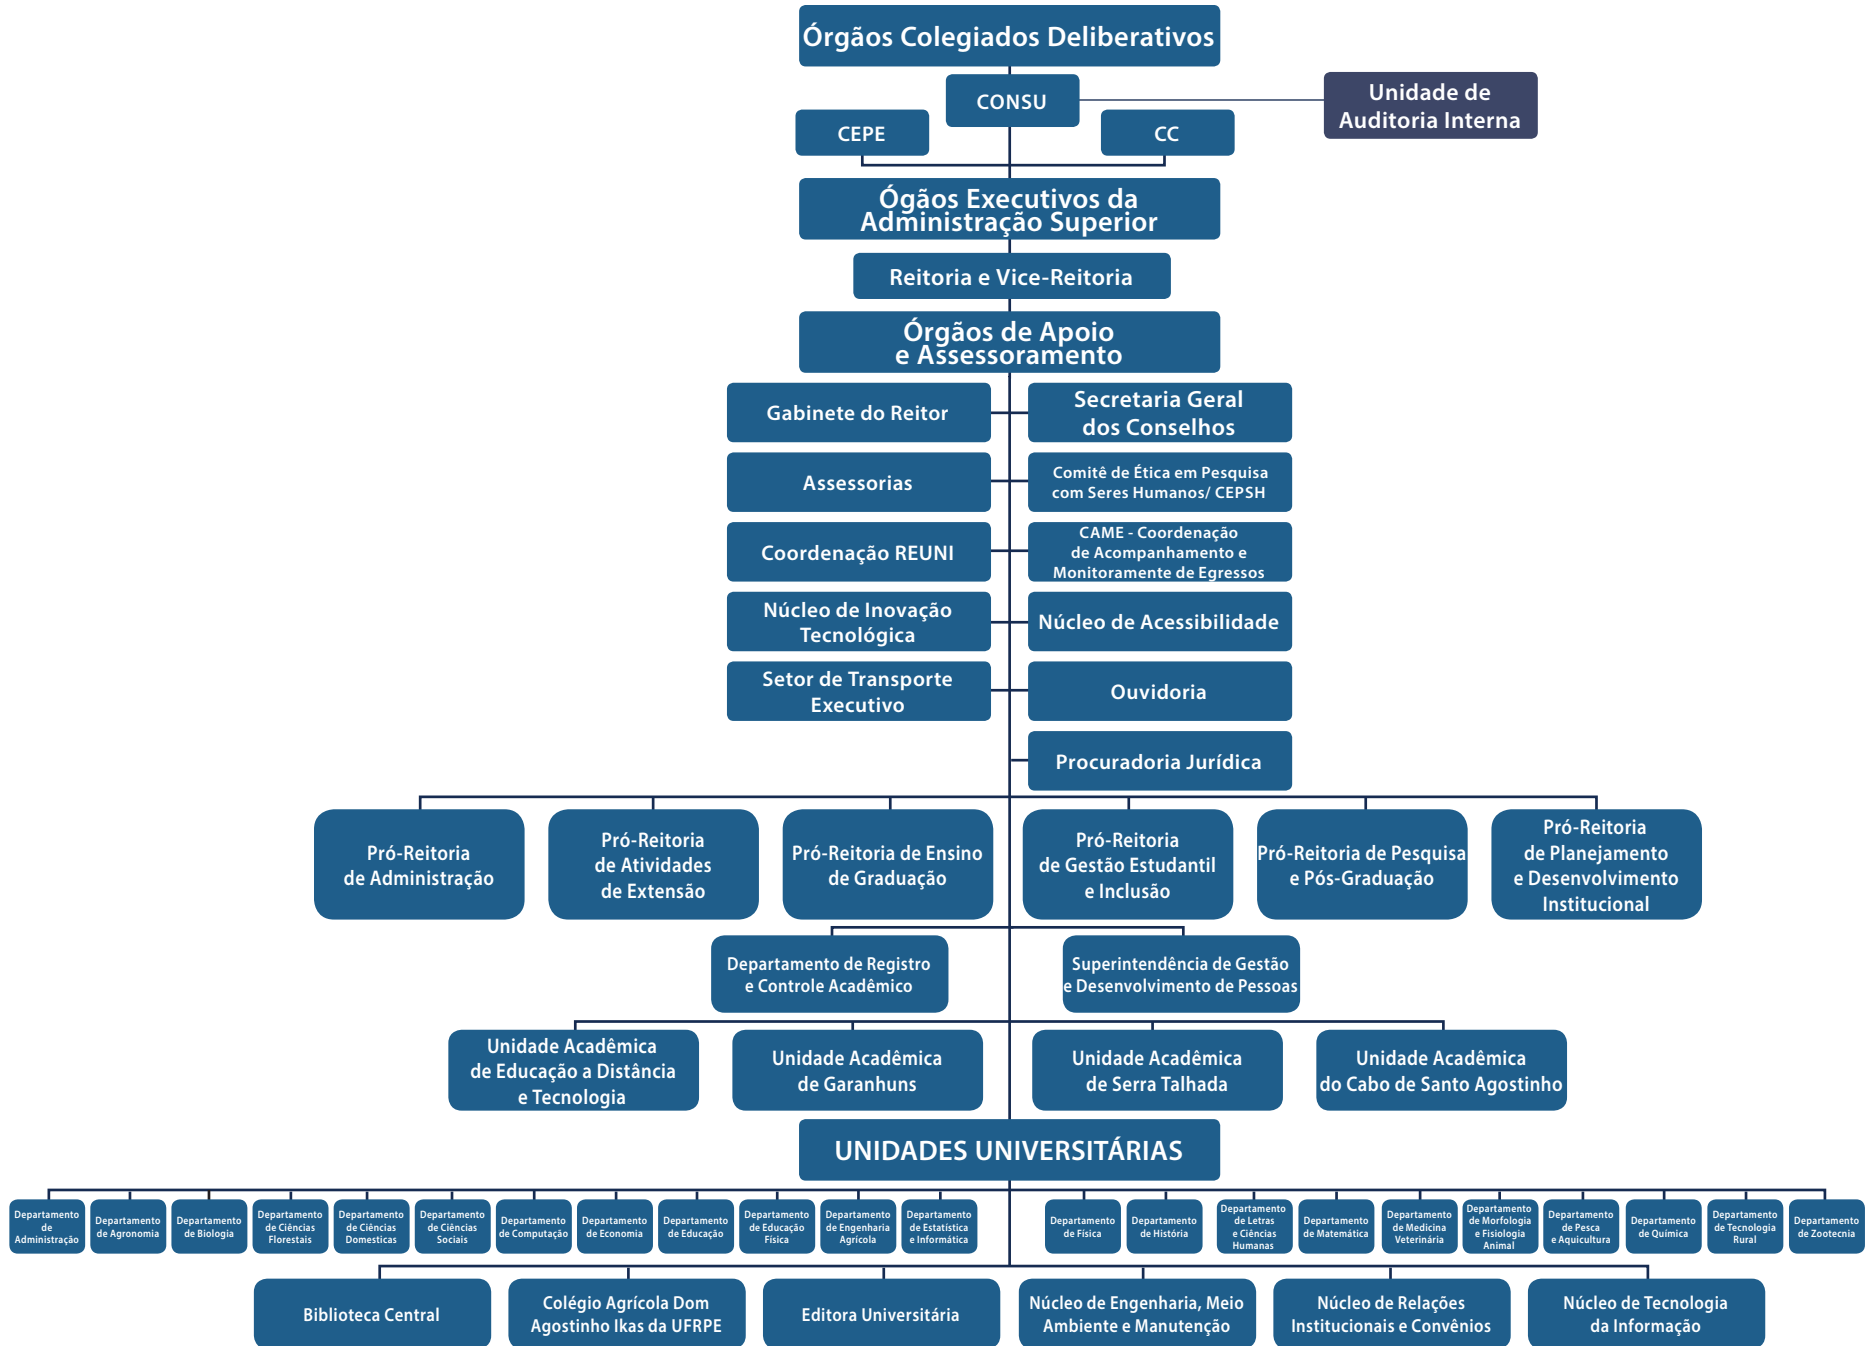 Órgãos Colegiados Deliberativos
CONSU
Unidade de
Auditoria Interna
CEPE
CC
Ógãos Executivos da
Administração Superior
Reitoria e Vice-Reitoria
Órgãos de Apoio
e Assessoramento
Gabinete do Reitor
Secretaria Geral
dos Conselhos
Assessorias
Comitê de Ética em Pesquisa
com Seres Humanos/ CEPSH
Coordenação REUNI
CAME - Coordenação
de Acompanhamento e
Monitoramente de Egressos
Núcleo de Inovação
Tecnológica
Núcleo de Acessibilidade
Setor de Transporte
Executivo
Ouvidoria
Procuradoria Jurídica
Pró-Reitoria
de Administração
Pró-Reitoria
de Atividades
de Extensão
Pró-Reitoria de Ensino
de Graduação
Pró-Reitoria
de Gestão Estudantil
e Inclusão
Pró-Reitoria de Pesquisa
e Pós-Graduação
Pró-Reitoria
de Planejamento
e Desenvolvimento
Institucional
Departamento de Registro
e Controle Acadêmico
Superintendência de Gestão
e Desenvolvimento de Pessoas
Unidade Acadêmica
de Educação a Distância
e Tecnologia
Unidade Acadêmica
de Garanhuns
Unidade Acadêmica
de Serra Talhada
Unidade Acadêmica
do Cabo de Santo Agostinho
UNIDADES UNIVERSITÁRIAS
Departamento
de
Administração
Departamento
de Agronomia
Departamento
de Biologia
Departamento
de Ciências
Florestais
Departamento
de Ciências
Domesticas
Departamento
de Ciências
Sociais
Departamento
de Computação
Departamento
de Economia
Departamento
de Educação
Departamento
de Educação
Física
Departamento
de Engenharia
Agrícola
Departamento
de Estatística
e Informática
Departamento
de Física
Departamento
de História
Departamento
de Letras
e Ciências
Humanas
Departamento
de Matemática
Departamento
de Medicina
Veterinária
Departamento
de Morfologia
e Fisiologia
Animal
Departamento
de Pesca
e Aquicultura
Departamento
de Química
Departamento
de Tecnologia
Rural
Departamento
de Zootecnia
Biblioteca Central
Colégio Agrícola Dom
Agostinho Ikas da UFRPE
Editora Universitária
Núcleo de Engenharia, Meio
Ambiente e Manutenção
Núcleo de Relações
Institucionais e Convênios
Núcleo de Tecnologia
da Informação